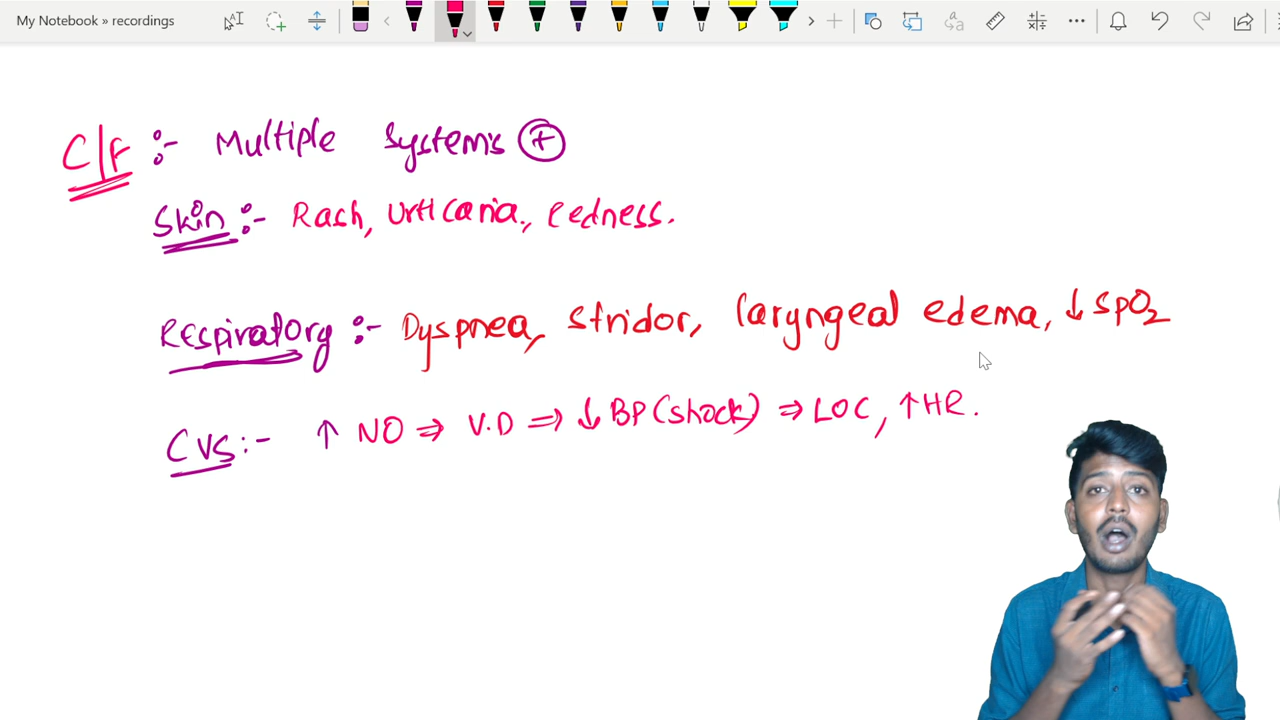 My Notebook » recordings
C/F :- Multiple Systems +
Skin :- Rash, Urticaria, redness.
Respiratory :- Dyspnea, Stridor, laryngeal edema, ↓ SpO2
CVS :- ↑ NO ⇒ V.D ⇒ ↓ BP (shock) ⇒ LOC, ↑HR.